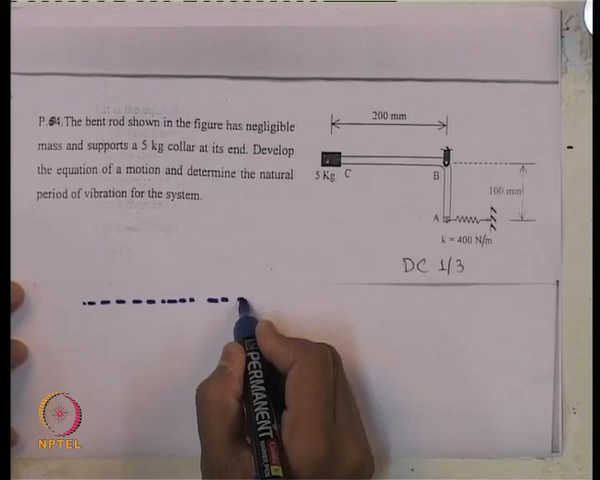 P.64.The bent rod shown in the figure has negligible
mass and supports a 5 kg collar at its end. Develop
the equation of a motion and determine the natural
period of vibration for the system.
200 mm
5 Kg C
B
100 mm
A
k = 400 N/m
DC 1/3
PERMANENT
NPTEL